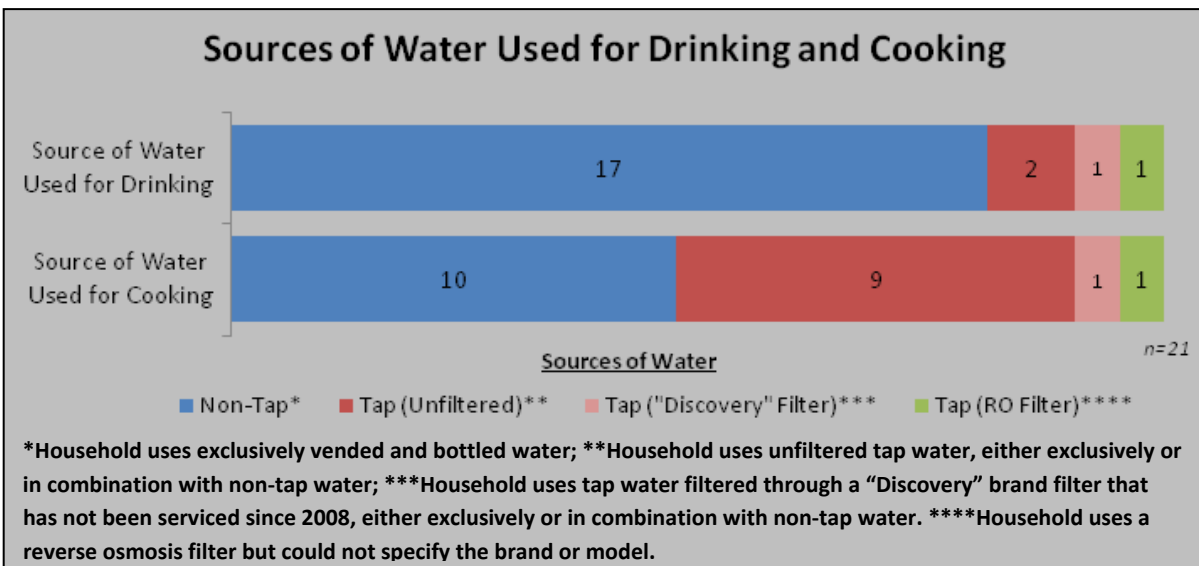 Sources of Water Used for Drinking and Cooking
Source of Water
Used for Drinking
17
2
1
1
Source of Water
Used for Cooking
10
9
1
1
n=21
Sources of Water
Non-Tap*
Tap (Unfiltered)**
Tap ("Discovery" Filter)***
Tap (RO Filter)****
*Household uses exclusively vended and bottled water; **Household uses unfiltered tap water, either exclusively or
in combination with non-tap water; ***Household uses tap water filtered through a “Discovery” brand filter that
has not been serviced since 2008, either exclusively or in combination with non-tap water. ****Household uses a
reverse osmosis filter but could not specify the brand or model.